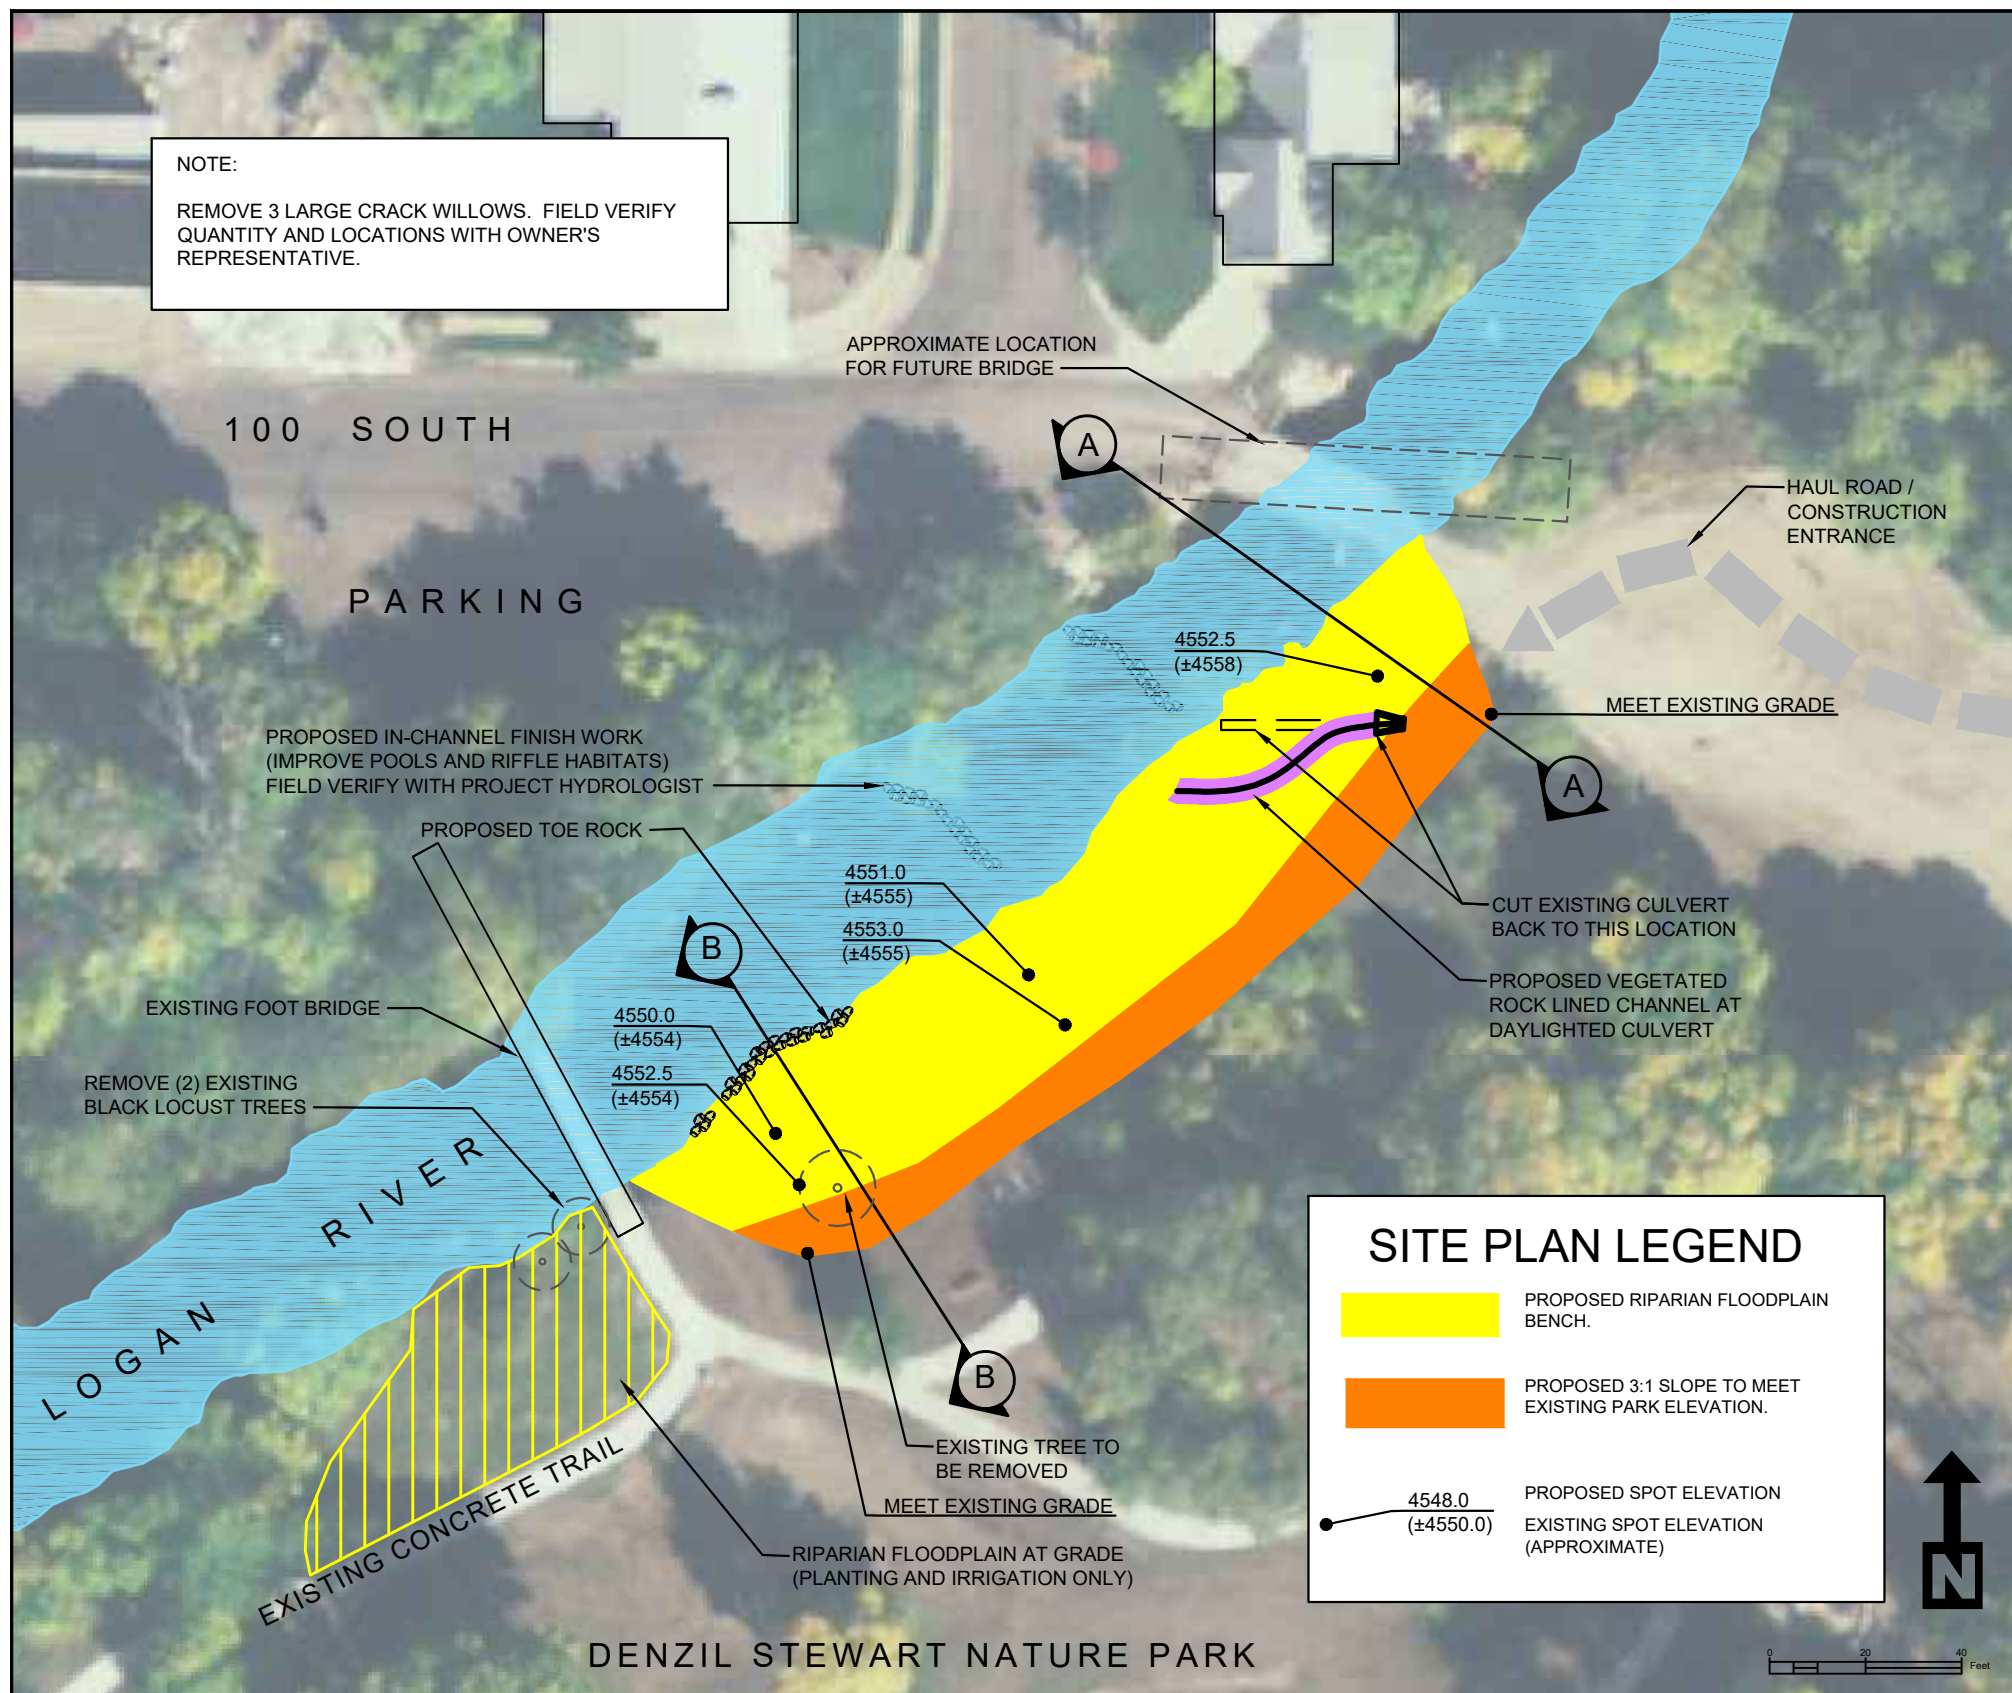 NOTE:
REMOVE 3 LARGE CRACK WILLOWS. FIELD VERIFY
QUANTITY AND LOCATIONS WITH OWNER'S
REPRESENTATIVE.
APPROXIMATE LOCATION
FOR FUTURE BRIDGE
100 SOUTH
A
HAUL ROAD /
CONSTRUCTION
ENTRANCE
PARKING
4552.5
(±4558)
MEET EXISTING GRADE
PROPOSED IN-CHANNEL FINISH WORK
(IMPROVE POOLS AND RIFFLE HABITATS)
FIELD VERIFY WITH PROJECT HYDROLOGIST
A
PROPOSED TOE ROCK
4551.0
(±4555)
4553.0
(±4555)
CUT EXISTING CULVERT
BACK TO THIS LOCATION
B
PROPOSED VEGETATED
ROCK LINED CHANNEL AT
DAYLIGHTED CULVERT
EXISTING FOOT BRIDGE
4550.0
(±4554)
4552.5
(±4554)
REMOVE (2) EXISTING
BLACK LOCUST TREES
LOGAN RIVER
B
EXISTING TREE TO
BE REMOVED
MEET EXISTING GRADE
RIPARIAN FLOODPLAIN AT GRADE
(PLANTING AND IRRIGATION ONLY)
EXISTING CONCRETE TRAIL
DENZIL STEWART NATURE PARK
SITE PLAN LEGEND
PROPOSED RIPARIAN FLOODPLAIN
BENCH.
PROPOSED 3:1 SLOPE TO MEET
EXISTING PARK ELEVATION.
4548.0
(±4550.0)
PROPOSED SPOT ELEVATION
EXISTING SPOT ELEVATION
(APPROXIMATE)
N
0 20 40
Feet